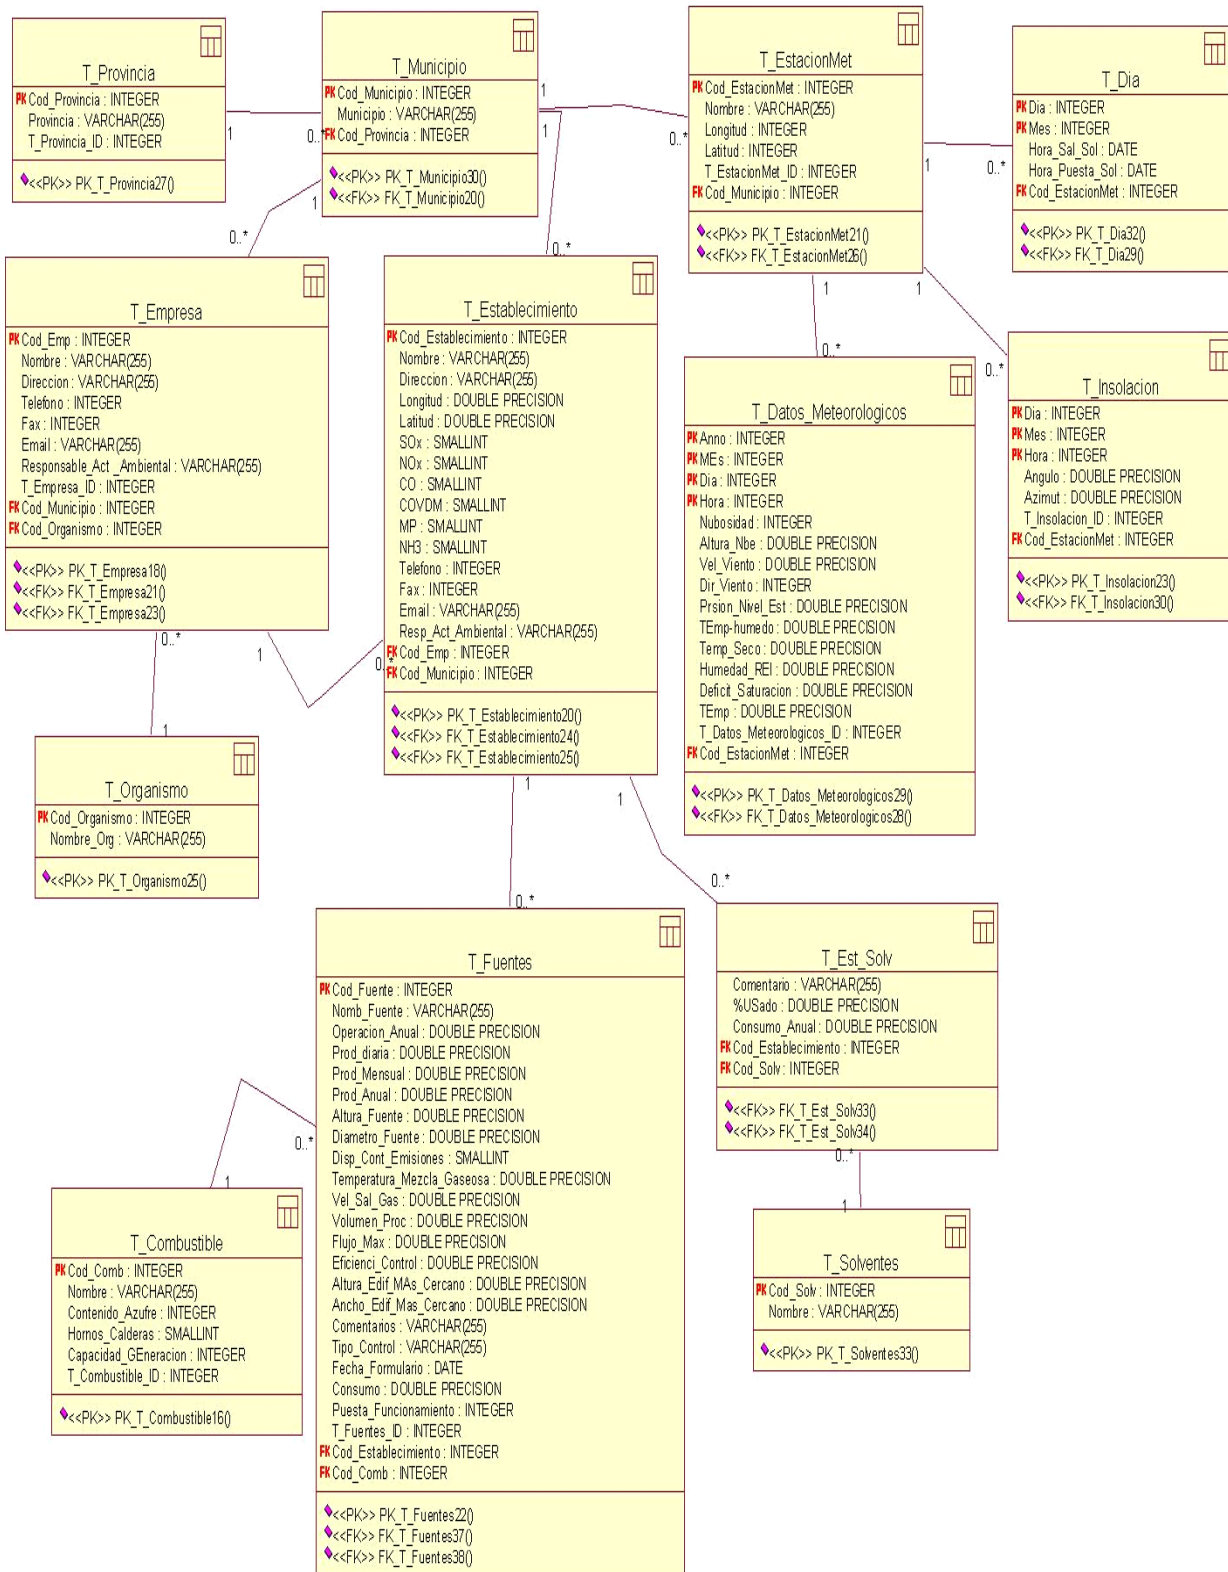 T_Provincia
PK Cod_Provincia : INTEGER
Provincia : VARCHAR(255)
T_Provincia_ID : INTEGER
<<PK>> PK_T_Provincia27()
1
0..*
T_Municipio
PK Cod_Municipio : INTEGER
Municipio : VARCHAR(255)
FK Cod_Provincia : INTEGER
<<PK>> PK_T_Municipio30()
<<FK>> FK_T_Municipio20()
1
1
1
0..*
0..*
0..*
T_EstacionMet
PK Cod_EstacionMet : INTEGER
Nombre : VARCHAR(255)
Longitud : INTEGER
Latitud : INTEGER
T_EstacionMet_ID : INTEGER
FK Cod_Municipio : INTEGER
<<PK>> PK_T_EstacionMet21()
<<FK>> FK_T_EstacionMet26()
1
0..*
1
0..*
1
0..*
T_Dia
PK Dia : INTEGER
PK Mes : INTEGER
Hora_Sal_Sol : DATE
Hora_Puesta_Sol : DATE
FK Cod_EstacionMet : INTEGER
<<PK>> PK_T_Dia32()
<<FK>> FK_T_Dia29()
T_Empresa
PK Cod_Emp : INTEGER
Nombre : VARCHAR(255)
Direccion : VARCHAR(255)
Telefono : INTEGER
Fax : INTEGER
Email : VARCHAR(255)
Responsable_Act _Ambiental : VARCHAR(255)
T_Empresa_ID : INTEGER
FK Cod_Municipio : INTEGER
FK Cod_Organismo : INTEGER
<<PK>> PK_T_Empresa18()
<<FK>> FK_T_Empresa21()
<<FK>> FK_T_Empresa23()
0..*
1
1
0..*
T_Establecimiento
PK Cod_Establecimiento : INTEGER
Nombre : VARCHAR(255)
Direccion : VARCHAR(255)
Longitud : DOUBLE PRECISION
Latitud : DOUBLE PRECISION
SOx : SMALLINT
NOx : SMALLINT
CO : SMALLINT
COVDM : SMALLINT
MP : SMALLINT
NH3 : SMALLINT
Telefono : INTEGER
Fax : INTEGER
Email : VARCHAR(255)
Resp_Act_Ambiental : VARCHAR(255)
FK Cod_Emp : INTEGER
FK Cod_Municipio : INTEGER
<<PK>> PK_T_Establecimiento20()
<<FK>> FK_T_Establecimiento24()
<<FK>> FK_T_Establecimiento25()
1
0..*
1
0..*
T_Datos_Meteorologicos
PK Anno : INTEGER
PK MEs : INTEGER
PK Dia : INTEGER
PK Hora : INTEGER
Nubosidad : INTEGER
Altura_Nbe : DOUBLE PRECISION
Vel_Viento : DOUBLE PRECISION
Dir_Viento : INTEGER
Prsion_Nivel_Est : DOUBLE PRECISION
TEmp-humedo : DOUBLE PRECISION
Temp_Seco : DOUBLE PRECISION
Humedad_REl : DOUBLE PRECISION
Deficit_Saturacion : DOUBLE PRECISION
TEmp : DOUBLE PRECISION
T_Datos_Meteorologicos_ID : INTEGER
FK Cod_EstacionMet : INTEGER
<<PK>> PK_T_Datos_Meteorologicos29()
<<FK>> FK_T_Datos_Meteorologicos28()
T_Insolacion
PK Dia : INTEGER
PK Mes : INTEGER
PK Hora : INTEGER
Angulo : DOUBLE PRECISION
Azimut : DOUBLE PRECISION
T_Insolacion_ID : INTEGER
FK Cod_EstacionMet : INTEGER
<<PK>> PK_T_Insolacion23()
<<FK>> FK_T_Insolacion30()
T_Organismo
PK Cod_Organismo : INTEGER
Nombre_Org : VARCHAR(255)
<<PK>> PK_T_Organismo25()
T_Fuentes
PK Cod_Fuente : INTEGER
Nomb_Fuente : VARCHAR(255)
Operacion_Anual : DOUBLE PRECISION
Prod_diaria : DOUBLE PRECISION
Prod_Mensual : DOUBLE PRECISION
Prod_Anual : DOUBLE PRECISION
Altura_Fuente : DOUBLE PRECISION
Diametro_Fuente : DOUBLE PRECISION
Disp_Cont_Emisiones : SMALLINT
Temperatura_Mezcla_Gaseosa : DOUBLE PRECISION
Vel_Sal_Gas : DOUBLE PRECISION
Volumen_Proc : DOUBLE PRECISION
Flujo_Max : DOUBLE PRECISION
Eficienci_Control : DOUBLE PRECISION
Altura_Edif_MAs_Cercano : DOUBLE PRECISION
Ancho_Edif_Mas_Cercano : DOUBLE PRECISION
Comentarios : VARCHAR(255)
Tipo_Control : VARCHAR(255)
Fecha_Formulario : DATE
Consumo : DOUBLE PRECISION
Puesta_Funcionamiento : INTEGER
T_Fuentes_ID : INTEGER
FK Cod_Establecimiento : INTEGER
FK Cod_Comb : INTEGER
<<PK>> PK_T_Fuentes22()
<<FK>> FK_T_Fuentes37()
<<FK>> FK_T_Fuentes38()
0..*
1
T_Est_Solv
Comentario : VARCHAR(255)
%USado : DOUBLE PRECISION
Consumo_Anual : DOUBLE PRECISION
FK Cod_Establecimiento : INTEGER
FK Cod_Solv : INTEGER
<<FK>> FK_T_Est_Solv33()
<<FK>> FK_T_Est_Solv34()
0..*
1
T_Combustible
PK Cod_Comb : INTEGER
Nombre : VARCHAR(255)
Contenido_Azufre : INTEGER
Hornos_Calderas : SMALLINT
Capacidad_GEneracion : INTEGER
T_Combustible_ID : INTEGER
<<PK>> PK_T_Combustible16()
T_Solventes
PK Cod_Solv : INTEGER
Nombre : VARCHAR(255)
<<PK>> PK_T_Solventes33()